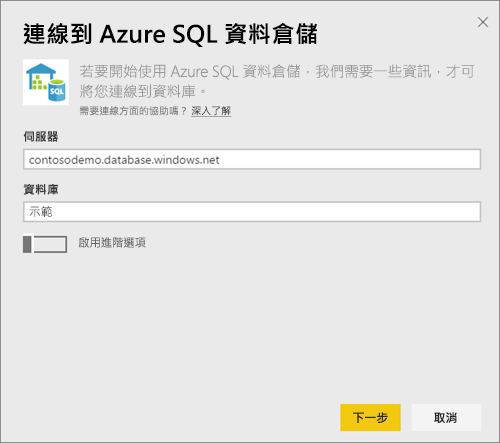 連線到 Azure SQL 資料倉儲
若要開始使用 Azure SQL 資料倉儲，我們需要一些資訊，才可
將您連線到資料庫。
需要連線方面的協助嗎？ 深入了解
SQL
伺服器
contosodemo.database.windows.net
資料庫
示範
啟用進階選項
下一步
取消